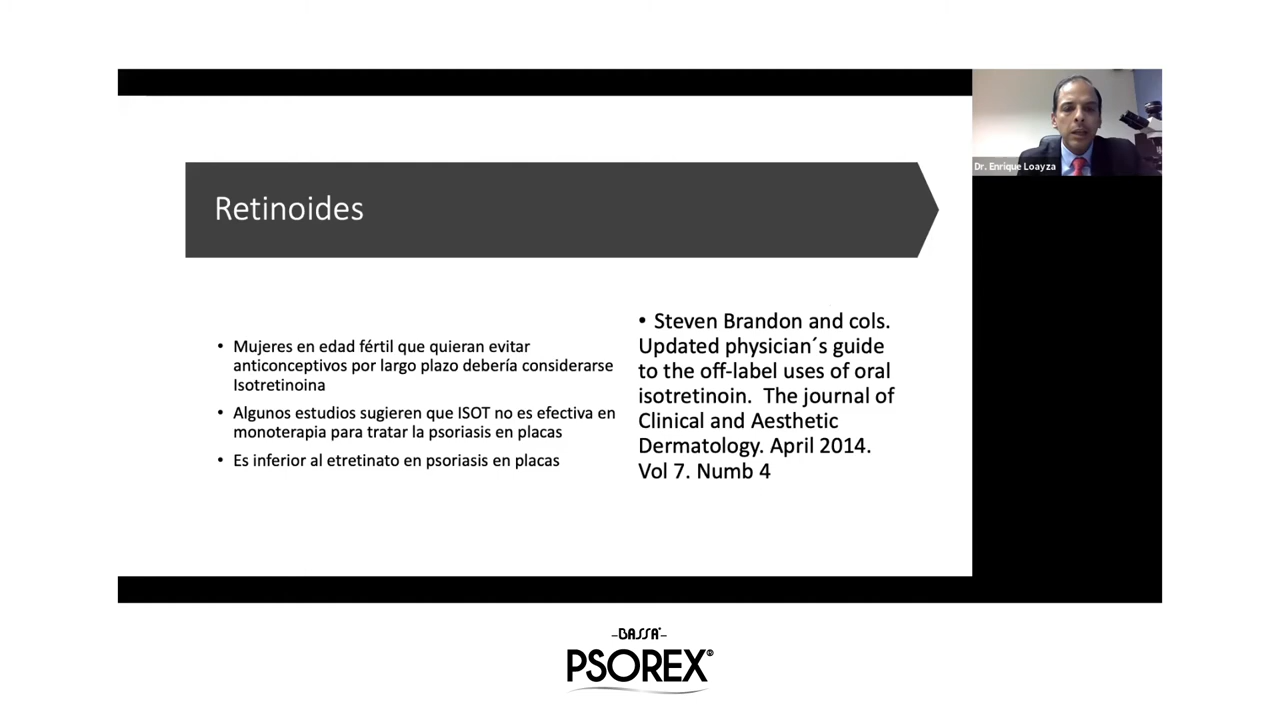 Retinoides
• Mujeres en edad fértil que quieran evitar
anticonceptivos por largo plazo debería considerarse
Isotretinoina
• Algunos estudios sugieren que ISOT no es efectiva en
monoterapia para tratar la psoriasis en placas
• Es inferior al etretinato en psoriasis en placas
• Steven Brandon and cols.
Updated physician´s guide
to the off-label uses of oral
isotretinoin. The journal of
Clinical and Aesthetic
Dermatology. April 2014.
Vol 7. Numb 4
Dr. Enrique Loayza
BASSA
PSOREX®